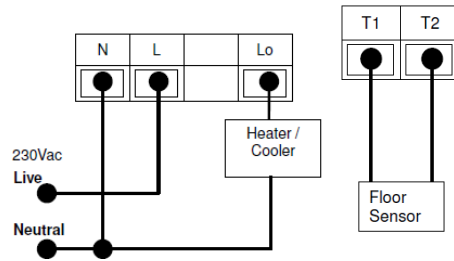 N L Lo
T1 T2
Heater /
Cooler
230Vac
Live
Neutral
Floor
Sensor